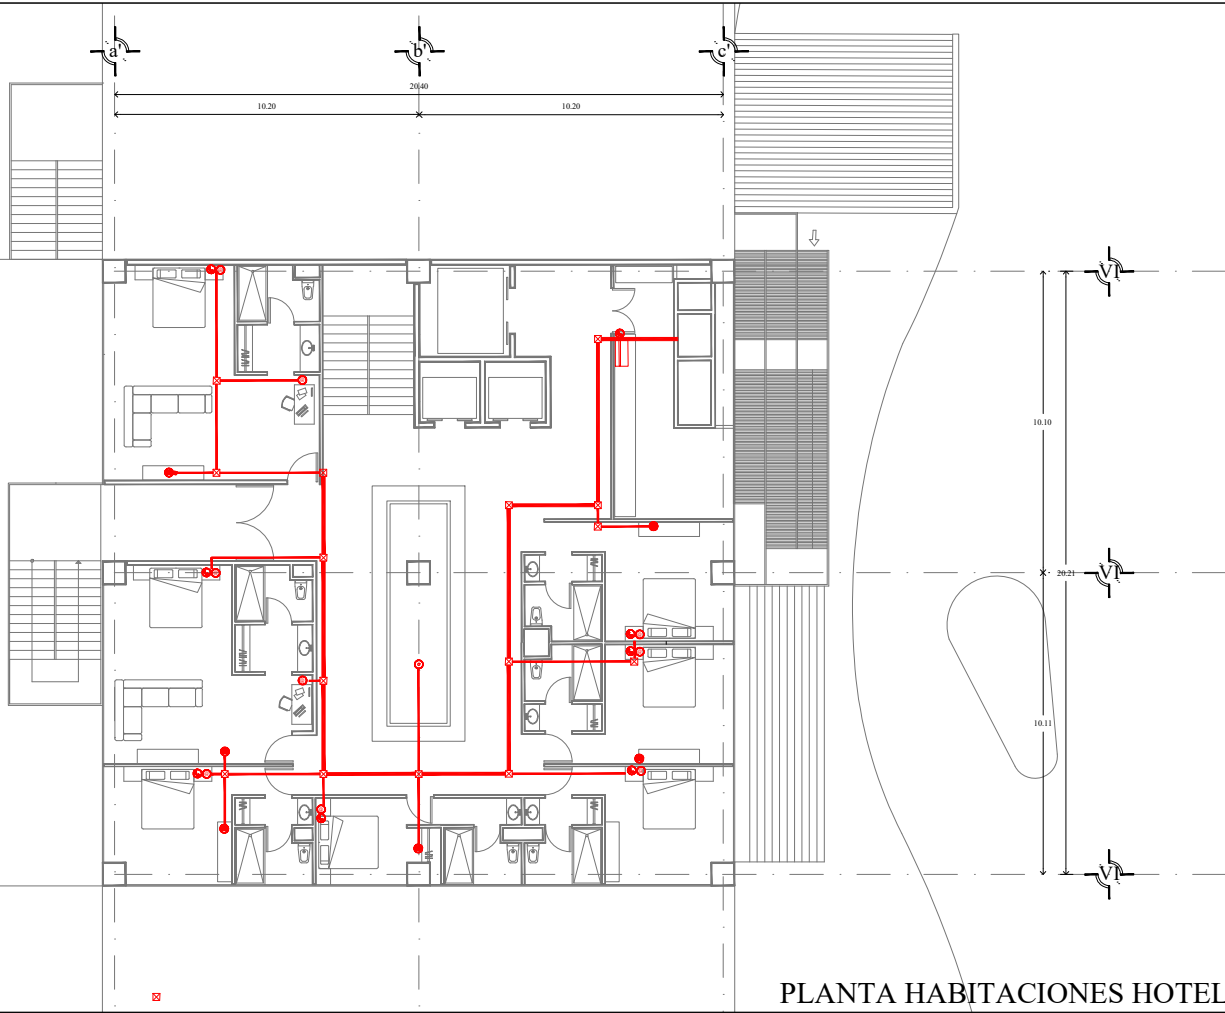 a'
b'
c'
20.40
10.20
10.20
VI
10.10
VI
20.21
10.11
VI
PLANTA HABITACIONES HOTEL